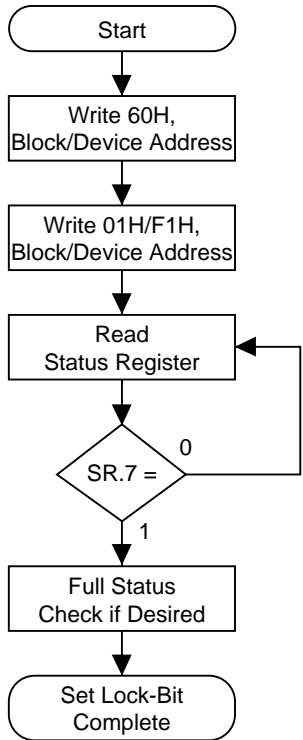 Start
Write 60H,
Block/Device Address
Write 01H/F1H,
Block/Device Address
Read
Status Register
0
SR.7 =
1
Full Status
Check if Desired
Set Lock-Bit
Complete